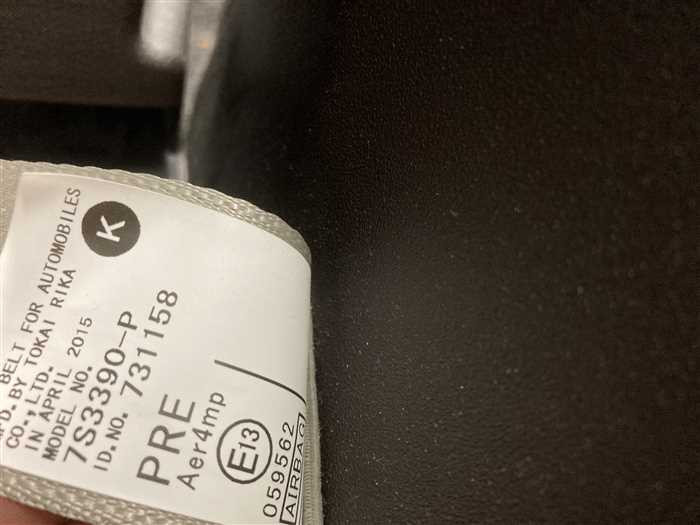 BELT FOR AUTOMOBILES
BY TOKAI RIKA
CO., LTD.
IN APRIL 2015
MODEL NO.
7S3390-P
ID.NO. 731158
K
PRE
Aer4mp
E13
059562
AIRBAG